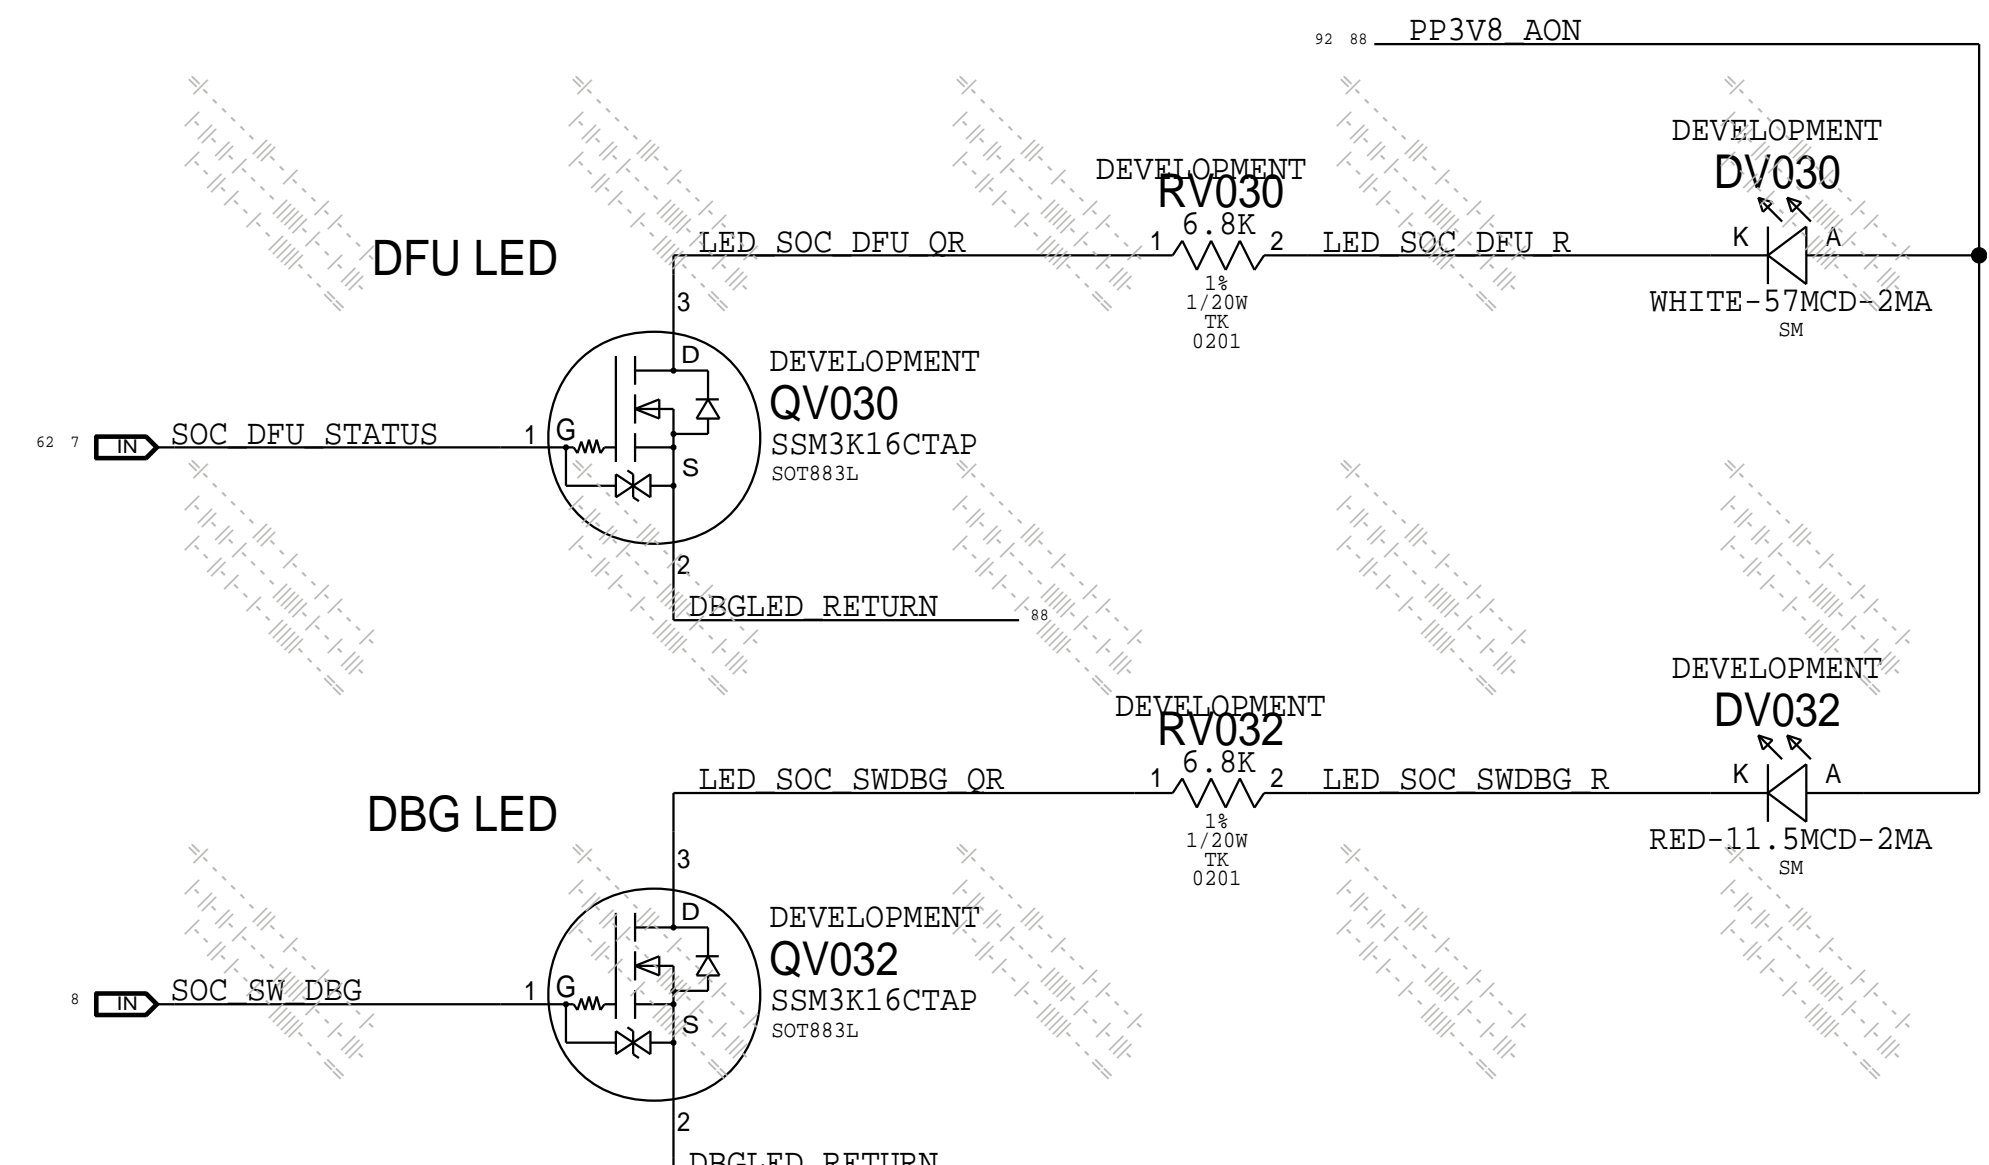 92 88 PP3V8_AON
DEVELOPMENT
DV030
K A
WHITE-57MCD-2MA
SM
DEVELOPMENT
RV030
6.8K
1 2
1%
1/20W
TK
0201
LED_SOC_DFU_QR
LED_SOC_DFU_R
DFU LED
3
D
DEVELOPMENT
QV030
SSM3K16CTAP
SOT883L
62 7 IN SOC_DFU_STATUS 1 G
S
2
DBGLED_RETURN 88
DEVELOPMENT
DV032
K A
RED-11.5MCD-2MA
SM
DEVELOPMENT
RV032
6.8K
1 2
1%
1/20W
TK
0201
LED_SOC_SWDBG_QR
LED_SOC_SWDBG_R
DBG LED
3
D
DEVELOPMENT
QV032
SSM3K16CTAP
SOT883L
8 IN SOC_SW_DBG 1 G
S
2
DBGLED_RETURN